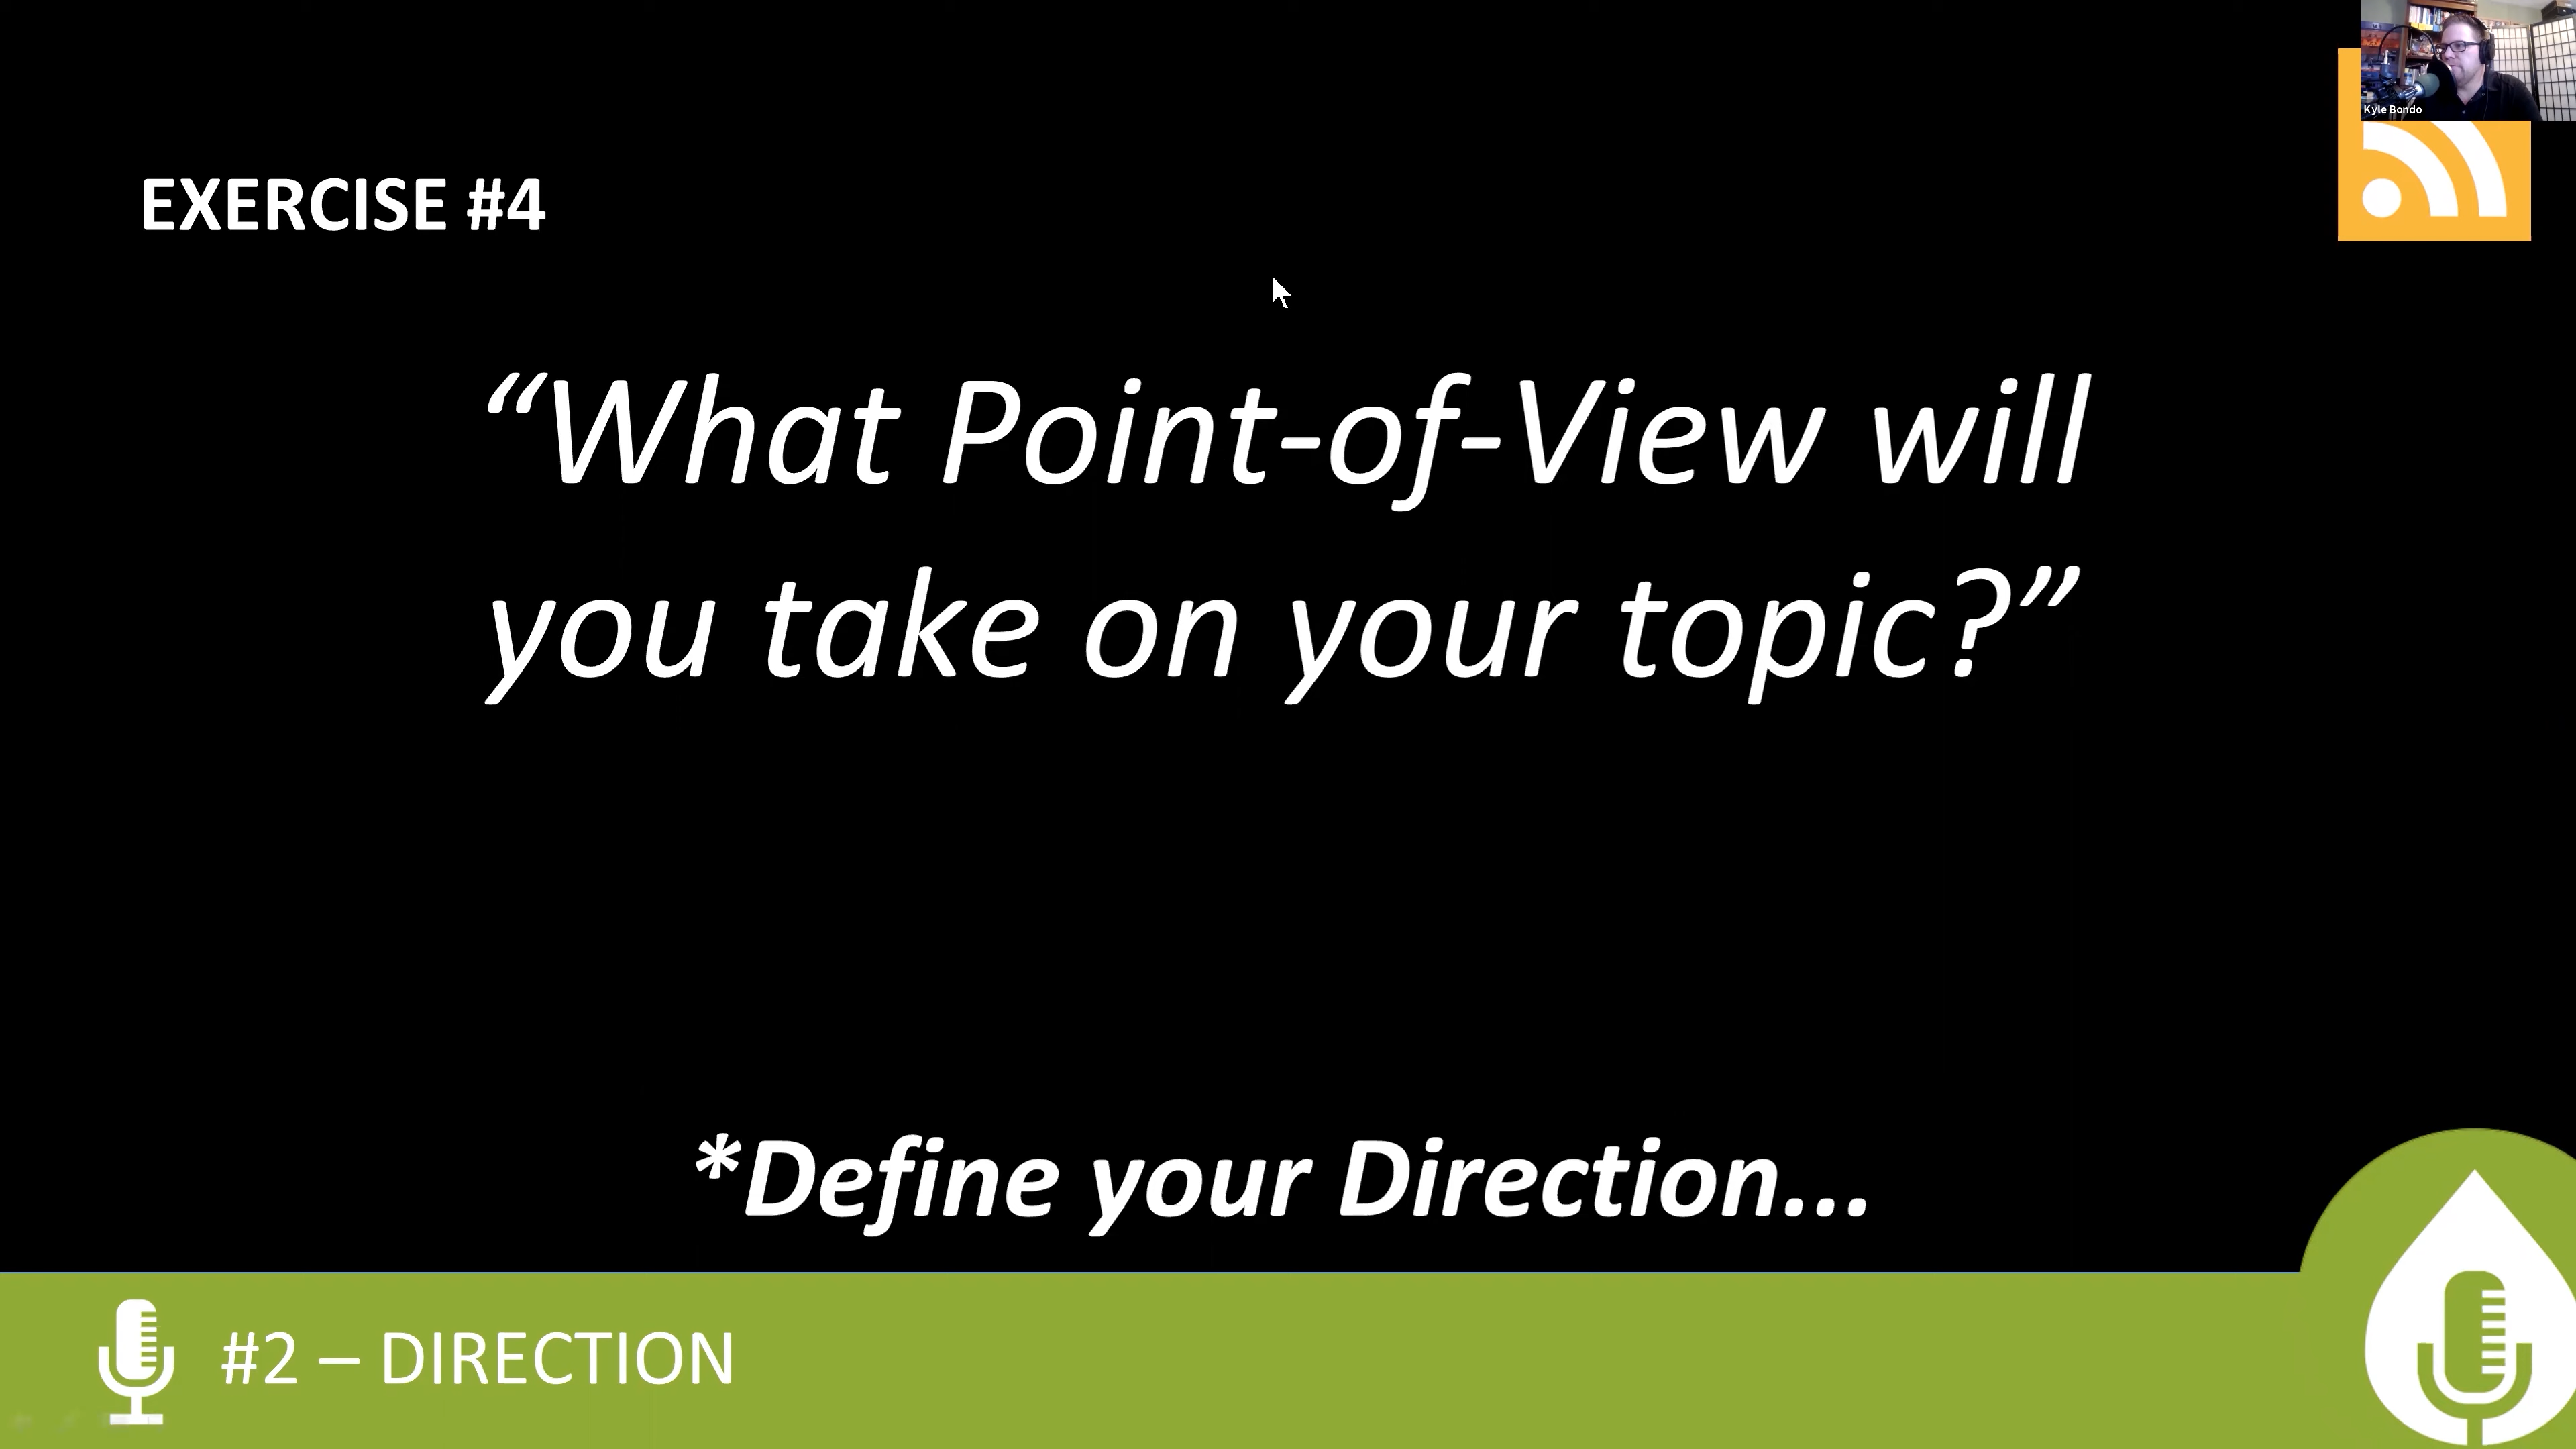 Kyle Bondo
EXERCISE #4
“What Point-of-View will
you take on your topic?”
*Define your Direction...
#2 – DIRECTION